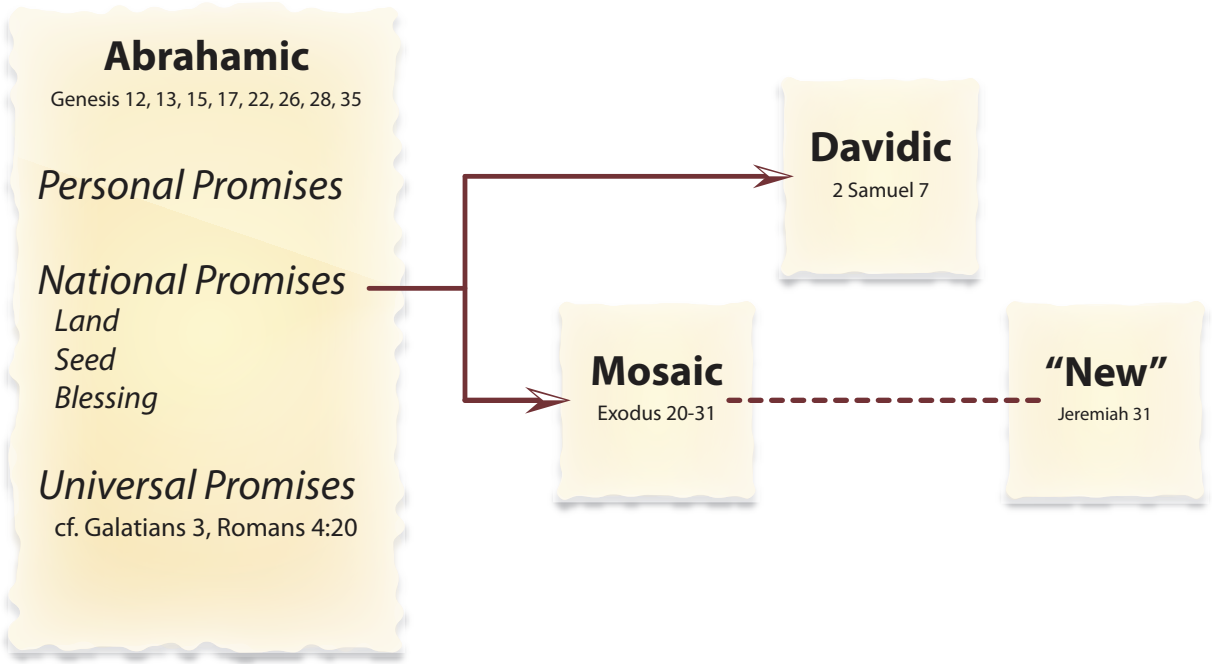 Abrahamic
Genesis 12, 13, 15, 17, 22, 26, 28, 35
Personal Promises
National Promises
Land
Seed
Blessing
Universal Promises
cf. Galatians 3, Romans 4:20
Davidic
2 Samuel 7
Mosaic
Exodus 20-31
“New”
Jeremiah 31